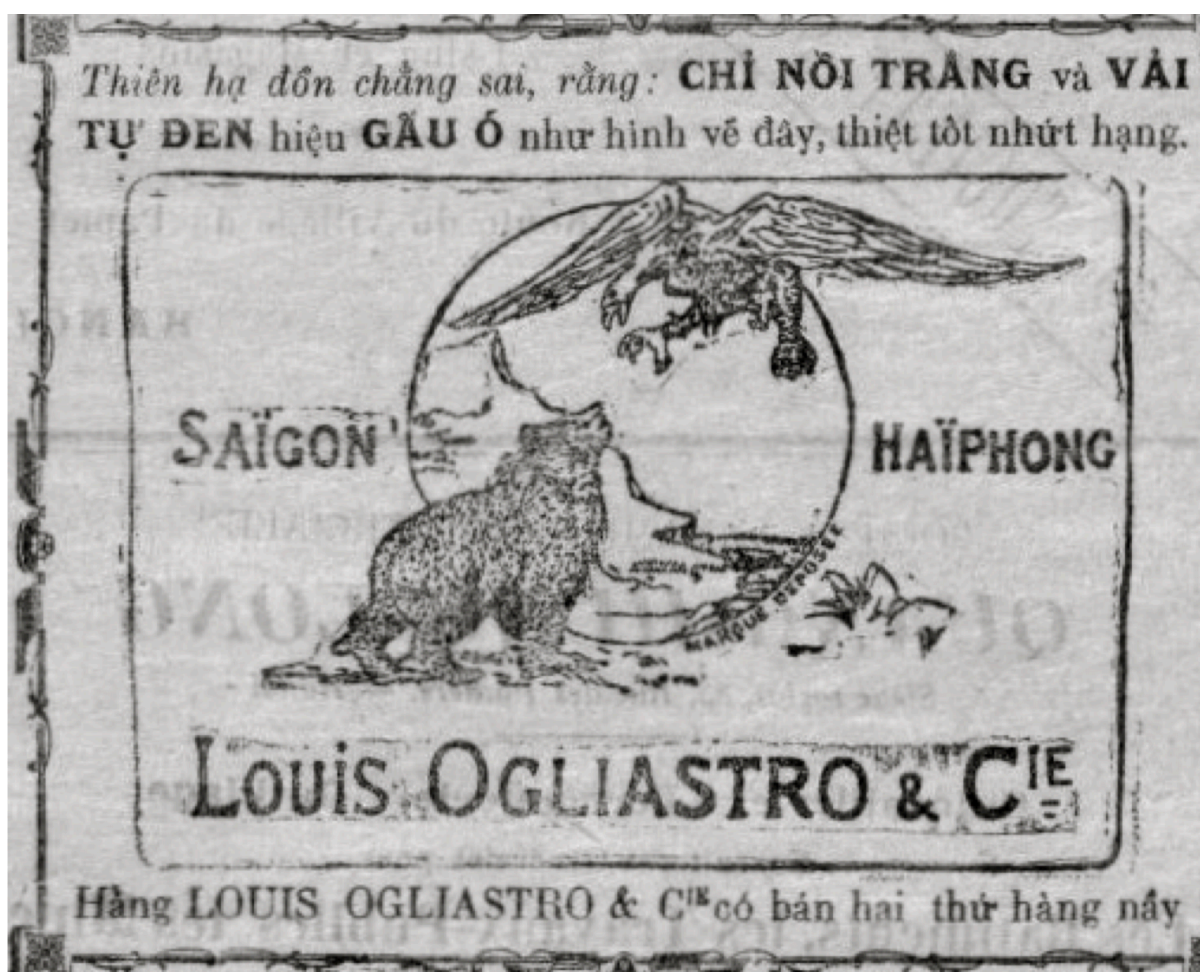 Thiên hạ đồn chẳng sai, rằng: CHỈ NỒI TRẮNG và VẢI
TỰ ĐEN hiệu GẤU Ó như hình vẽ đây, thiệt tốt nhứt hạng.
SAÏGON
HAÏPHONG
MARQUE DÉPOSÉE
LOUIS OGLIASTRO & CIE
Hàng LOUIS OGLIASTRO & CIE có bán hai thứ hàng nầy